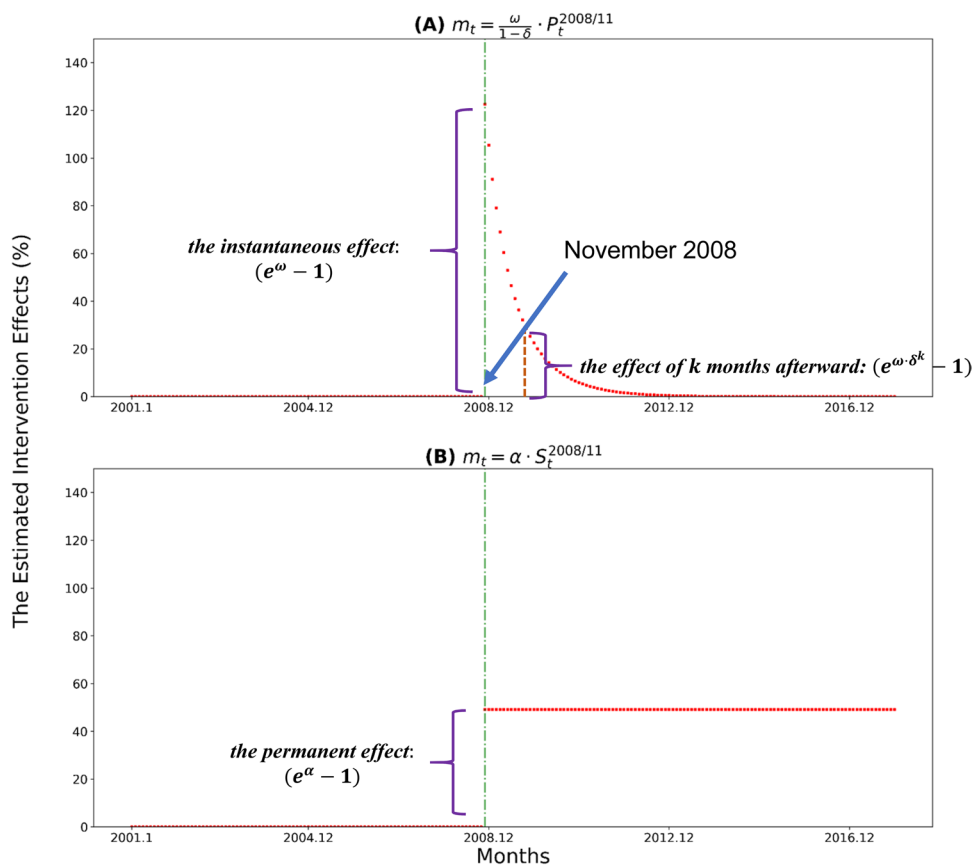 (A) m_t = ω/(1−δ) · P_t^{2008/11}
The Estimated Intervention Effects (%)
140
120
100
80
60
40
20
0
the instantaneous effect:
(e^ω − 1)
November 2008
the effect of k months afterward: (e^{ω·δ^k} − 1)
2001.1 2004.12 2008.12 2012.12 2016.12
(B) m_t = α · S_t^{2008/11}
140
120
100
80
60
40
20
0
the permanent effect:
(e^α − 1)
2001.1 2004.12 2008.12 2012.12 2016.12
Months